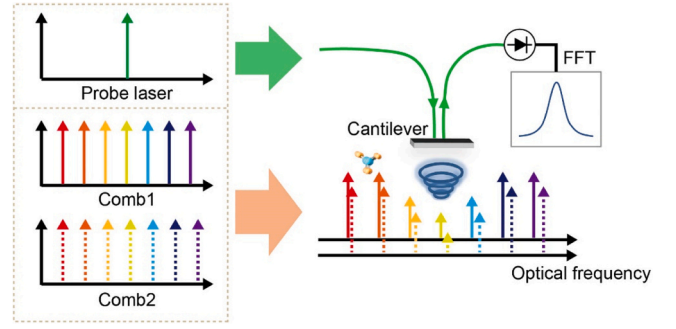 Probe laser
Comb1
Comb2
FFT
Cantilever
Optical frequency